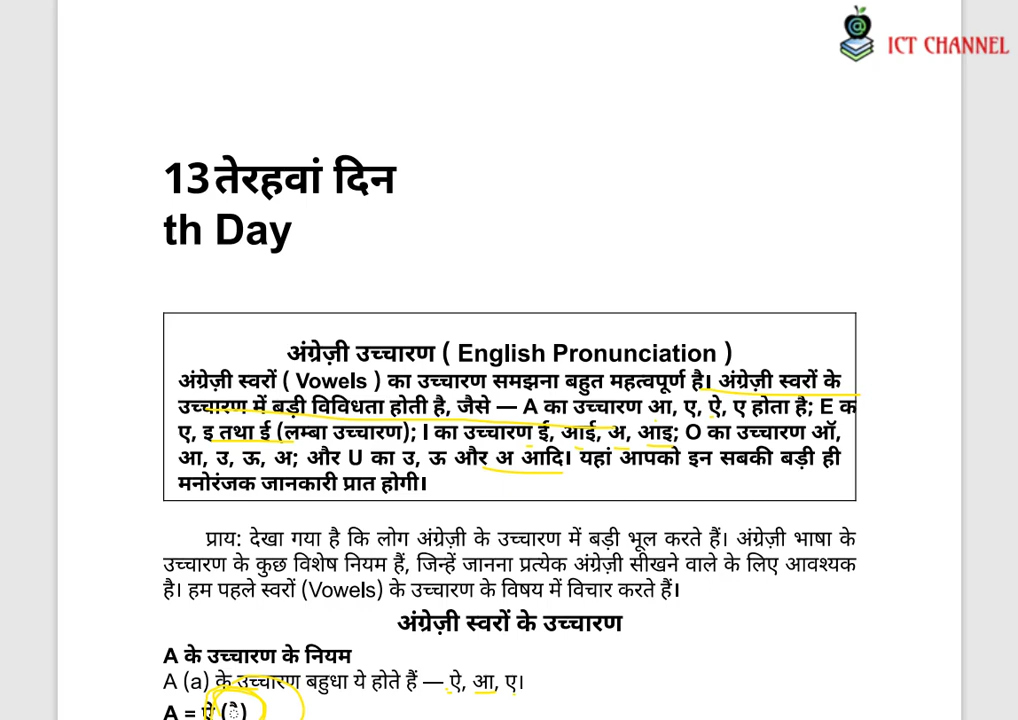 ICT CHANNEL
13तेरहवां दिन
th Day
अंग्रेज़ी उच्चारण ( English Pronunciation )
अंग्रेज़ी स्वरों ( Vowels ) का उच्चारण समझना बहुत महत्वपूर्ण है। अंग्रेज़ी स्वरों के
उच्चारण में बड़ी विविधता होती है, जैसे — A का उच्चारण आ, ए, ऐ, ए होता है; E क
ए, इ तथा ई (लम्बा उच्चारण); I का उच्चारण ई, आई, अ, आइ; O का उच्चारण ऑ,
आ, उ, ऊ, अ; और U का उ, ऊ और अ आदि। यहां आपको इन सबकी बड़ी ही
मनोरंजक जानकारी प्रात होगी।
प्राय: देखा गया है कि लोग अंग्रेज़ी के उच्चारण में बड़ी भूल करते हैं। अंग्रेज़ी भाषा के
उच्चारण के कुछ विशेष नियम हैं, जिन्हें जानना प्रत्येक अंग्रेज़ी सीखने वाले के लिए आवश्यक
है। हम पहले स्वरों (Vowels) के उच्चारण के विषय में विचार करते हैं।
अंग्रेज़ी स्वरों के उच्चारण
A के उच्चारण के नियम
A (a) के उच्चारण बहुधा ये होते हैं — ऐ, आ, ए।
A = ऐ (ै)